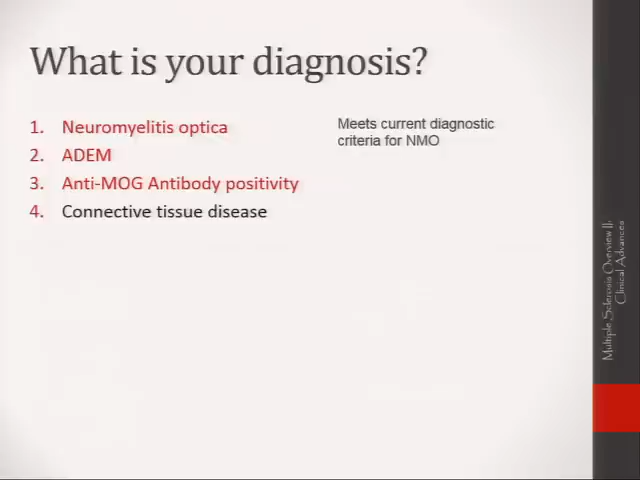 What is your diagnosis?
1. Neuromyelitis optica
2. ADEM
3. Anti-MOG Antibody positivity
4. Connective tissue disease
Meets current diagnostic
criteria for NMO
Multiple Sclerosis Overview II,
Clinical Advances